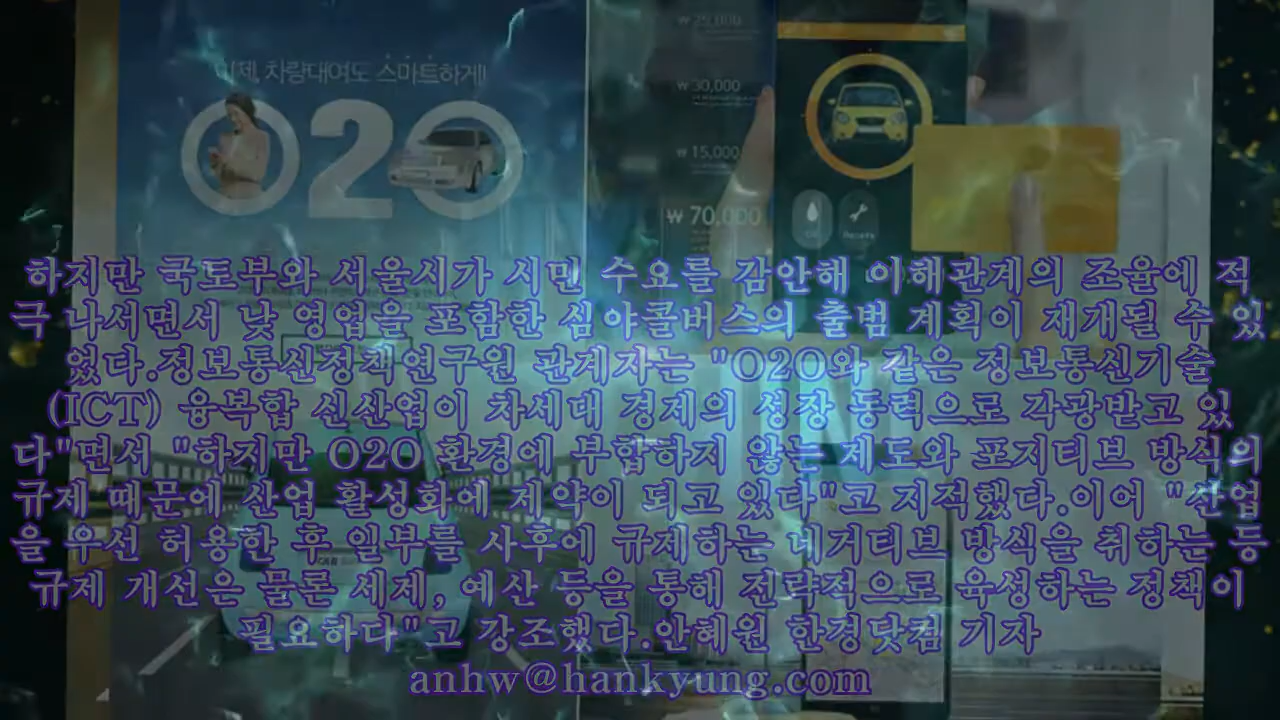 이제, 차량대여도 스마트하게!
O2O
₩ 25,000
₩ 30,000
₩ 15,000
₩ 70,000
Oil
Repairs
하지만 국토부와 서울시가 시민 수요를 감안해 이해관계의 조율에 적
극 나서면서 낮 영업을 포함한 심야콜버스의 출범 계획이 재개될 수 있
었다.정보통신정책연구원 관계자는 "O2O와 같은 정보통신기술
(ICT) 융복합 신산업이 차세대 경제의 성장 동력으로 각광받고 있
다"면서 "하지만 O2O 환경에 부합하지 않는 제도와 포지티브 방식의
규제 때문에 산업 활성화에 제약이 되고 있다"고 지적했다.이어 "산업
을 우선 허용한 후 일부를 사후에 규제하는 네거티브 방식을 취하는 등
규제 개선은 물론 세제, 예산 등을 통해 전략적으로 육성하는 정책이
필요하다"고 강조했다.안혜원 한경닷컴 기자
anhw@hankyung.com